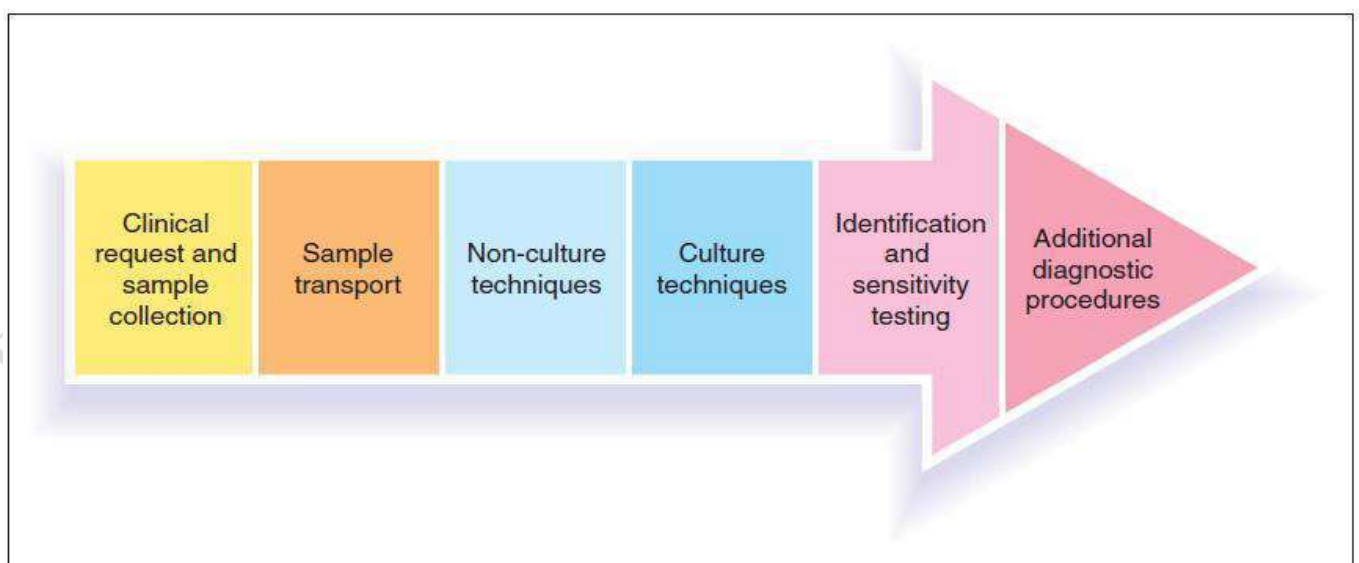 Clinical
request and
sample
collection
Sample
transport
Non-culture
techniques
Culture
techniques
Identification
and
sensitivity
testing
Additional
diagnostic
procedures